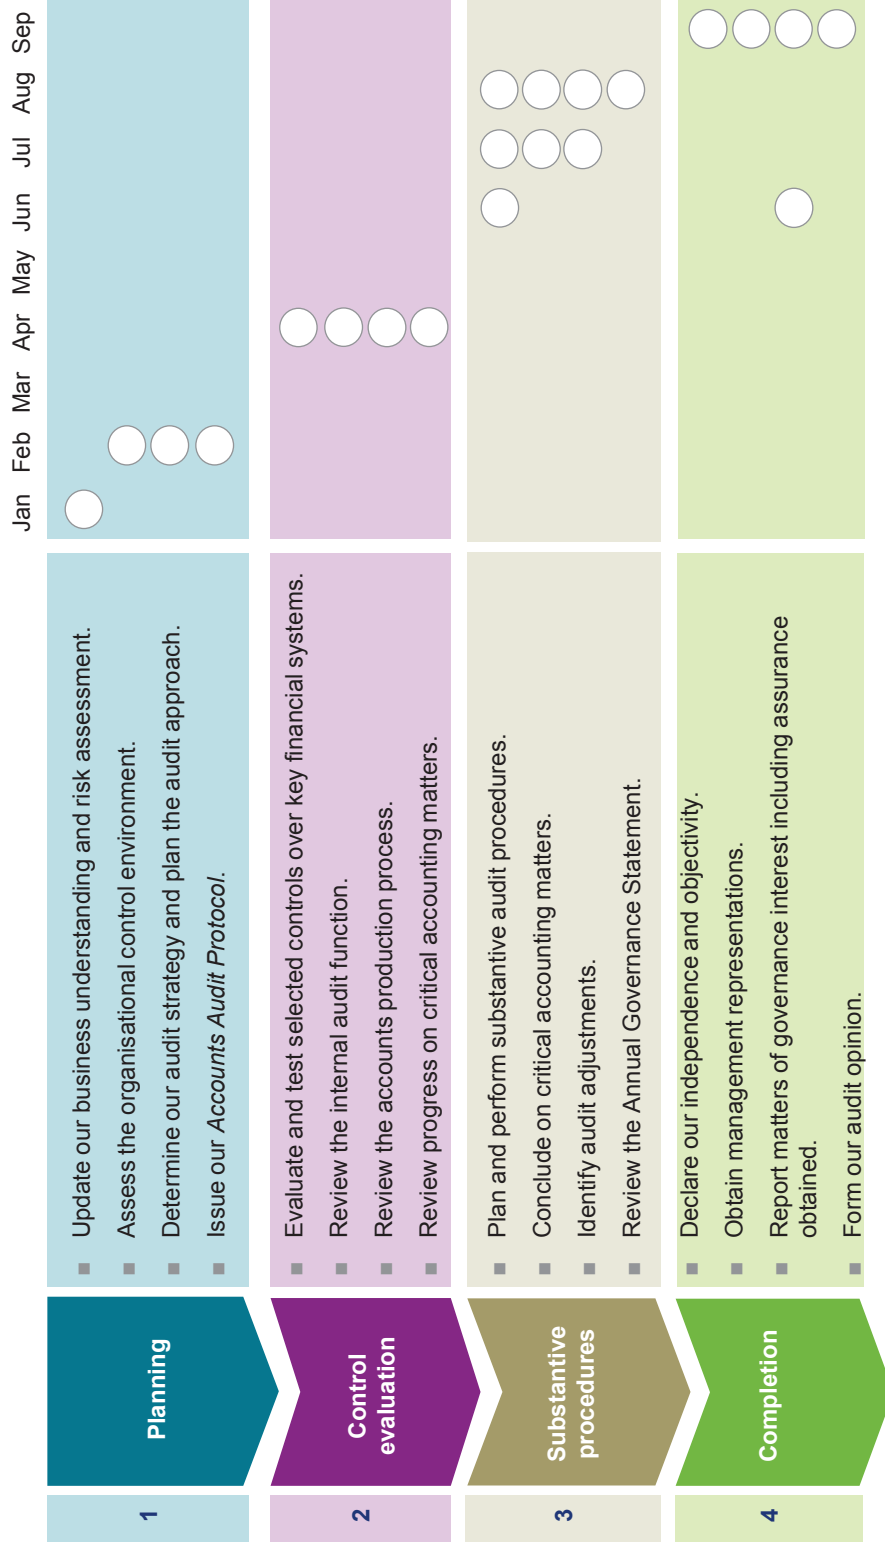 Jan Feb Mar Apr May Jun Jul Aug Sep
1
Planning
■ Update our business understanding and risk assessment.
■ Assess the organisational control environment.
■ Determine our audit strategy and plan the audit approach.
■ Issue our Accounts Audit Protocol.
2
Control
evaluation
■ Evaluate and test selected controls over key financial systems.
■ Review the internal audit function.
■ Review the accounts production process.
■ Review progress on critical accounting matters.
3
Substantive
procedures
■ Plan and perform substantive audit procedures.
■ Conclude on critical accounting matters.
■ Identify audit adjustments.
■ Review the Annual Governance Statement.
4
Completion
■ Declare our independence and objectivity.
■ Obtain management representations.
■ Report matters of governance interest including assurance
obtained.
■ Form our audit opinion.